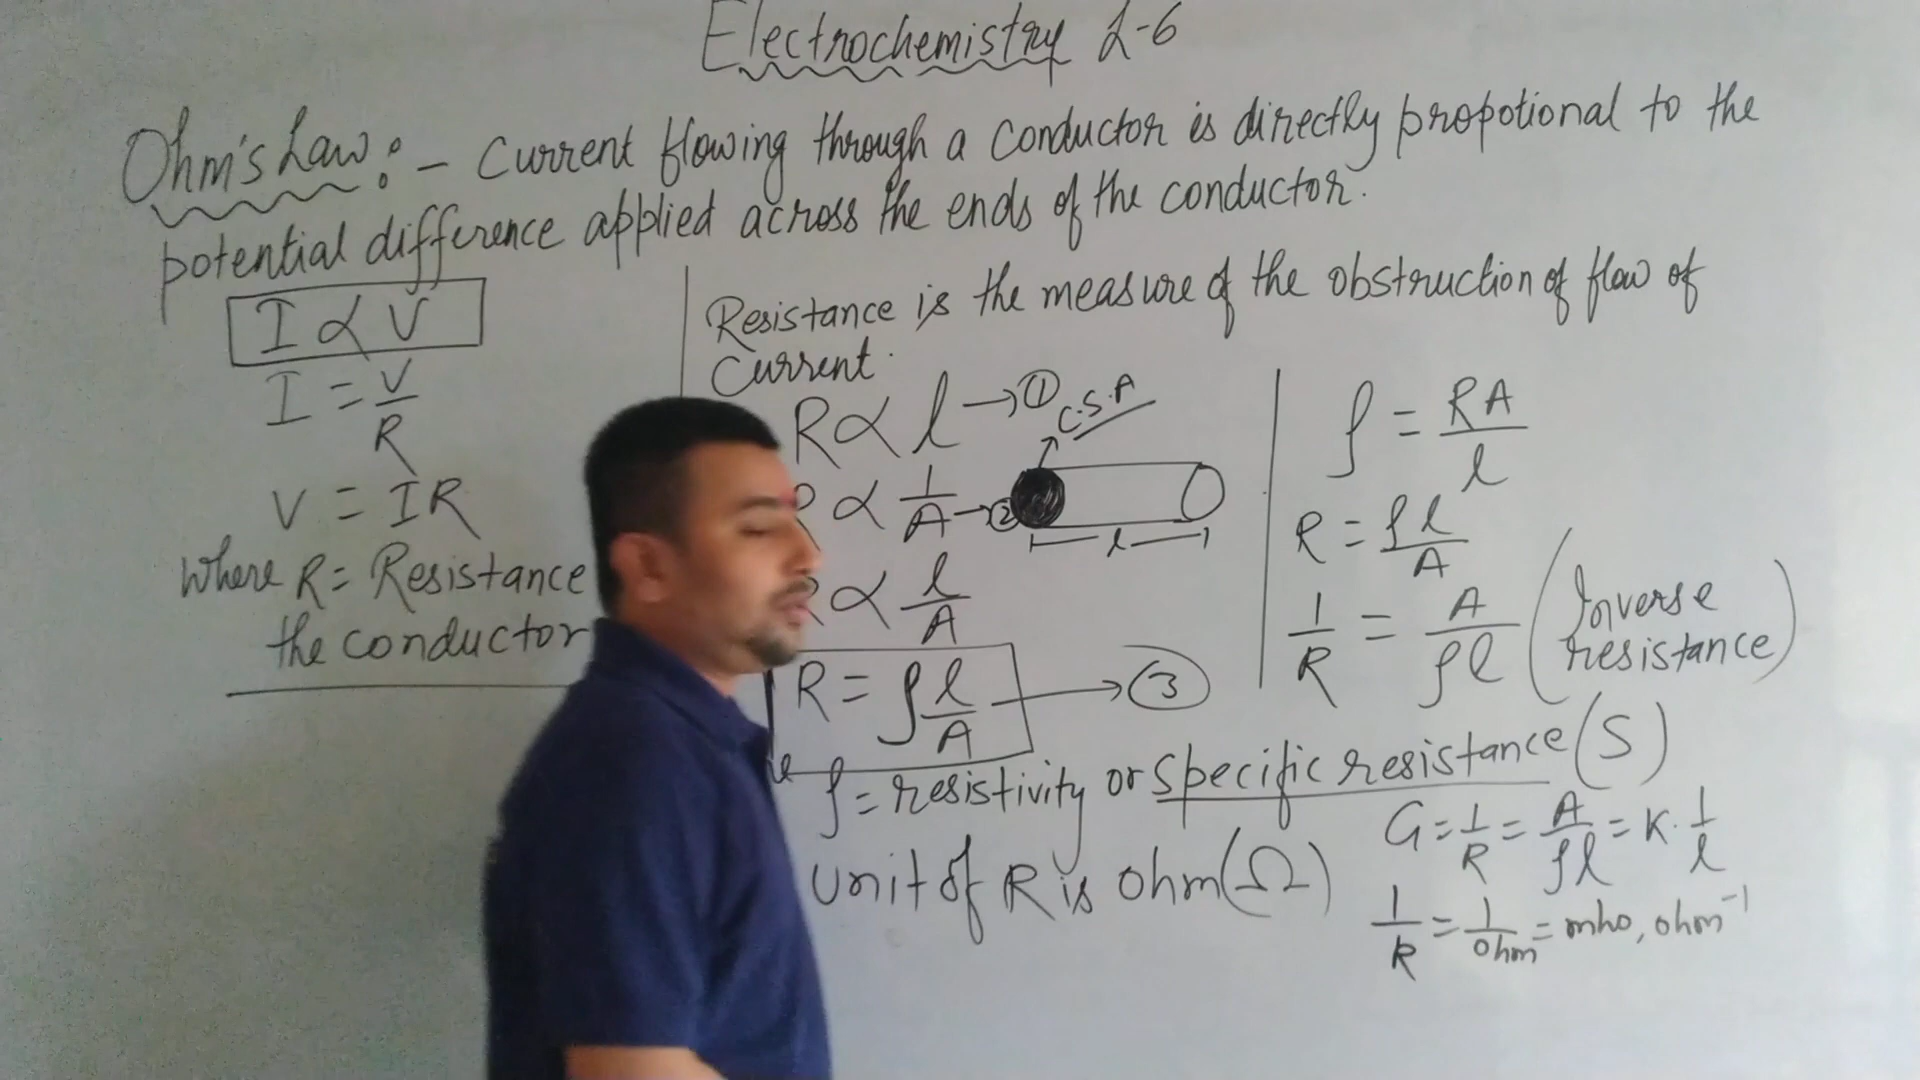 Electrochemistry L-6
Ohm's Law :- Current flowing through a conductor is directly propotional to the
potential difference applied across the ends of the conductor.
I ∝ V
I = V/R
V = IR
Where R = Resistance
the conductor
Resistance is the measure of the obstruction of flow of
Current.
R ∝ l → ①
C.S.A
R ∝ 1/A → ②
l
∝ l/A
R = ρ l/A → ③
ρ = resistivity or specific resistance (S)
unit of R is ohm (Ω)
ρ = RA/l
R = ρl/A
1/R = A/ρl (Inverse
resistance)
G = 1/R = A/ρl = K · 1/l
1/R = 1/ohm = mho, ohm⁻¹